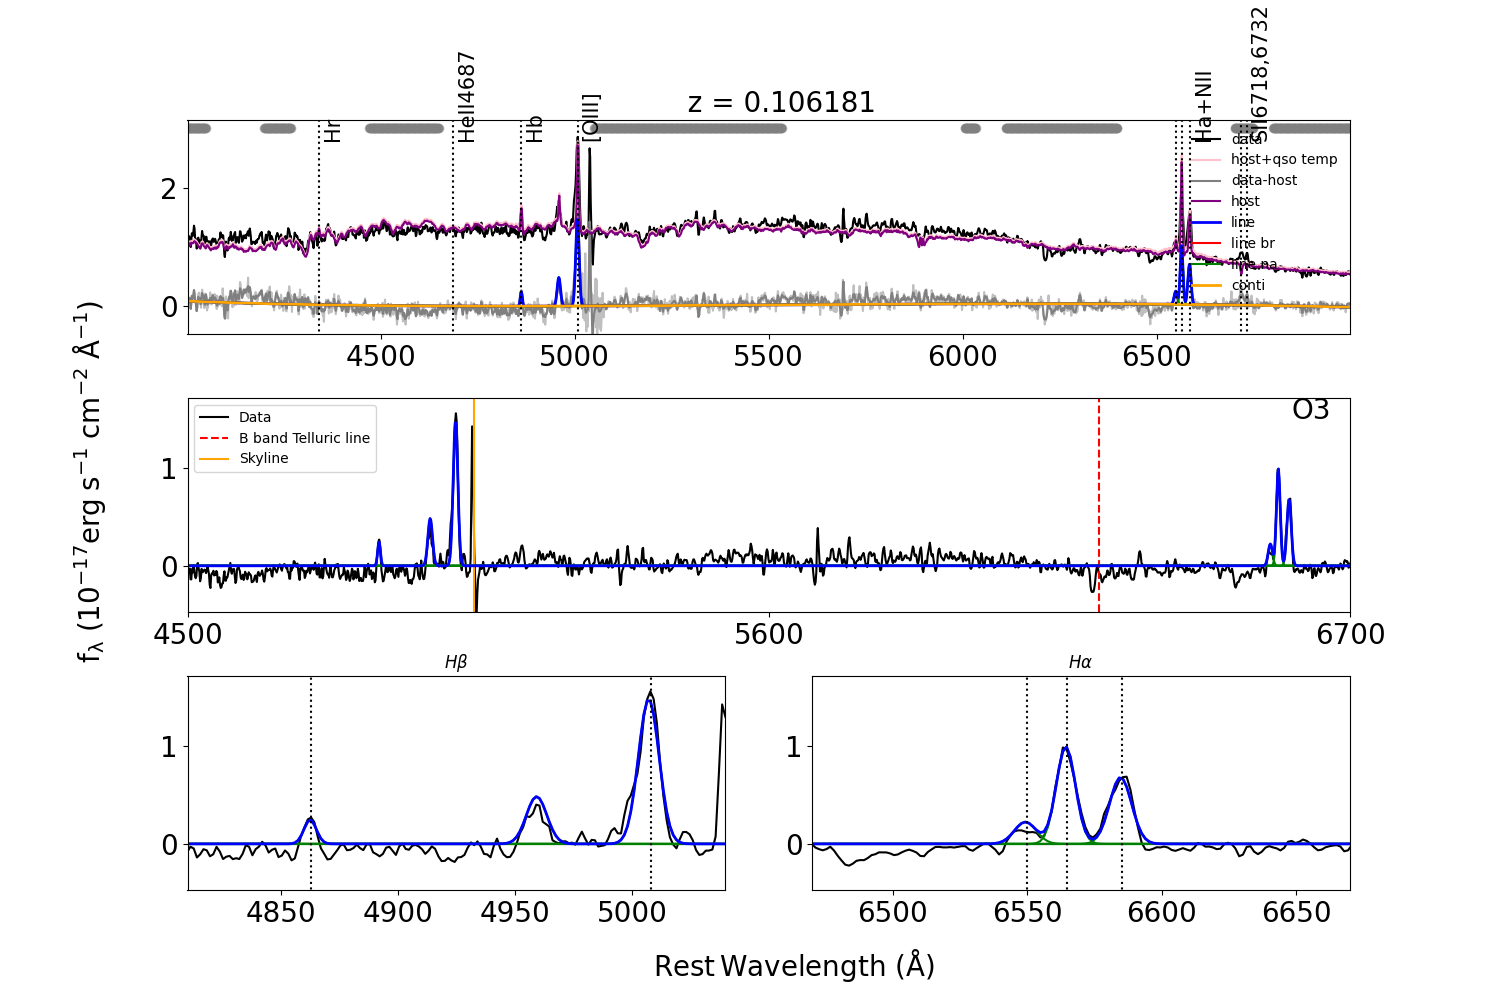 z = 0.106181
Hr
HeII4687
Hb
[OIII]
Ha+NII
SII6718,6732
data
host+qso temp
data-host
host
line
line br
line na
conti
2
0
4500
5000
5500
6000
6500
O3
Data
B band Telluric line
Skyline
1
0
4500
5600
6700
fλ (10⁻¹⁷erg s⁻¹ cm⁻² Å⁻¹)
Hβ
1
0
4850
4900
4950
5000
Hα
1
0
6500
6550
6600
6650
Rest Wavelength (Å)